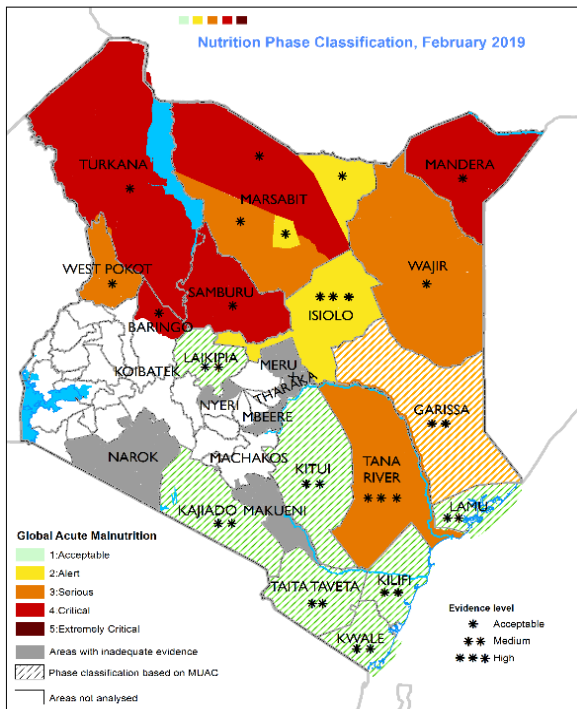 Nutrition Phase Classification, February 2019
TURKANA
*
*
MARSABIT
*
*
*
MANDERA
*
WEST POKOT
*
SAMBURU
*
BARINGO
*
WAJIR
*
* * *
ISIOLO
LAIKIPIA
* *
KOIBATEK
MERU
THARAKA
NYERI
MBEERE
GARISSA
* *
NAROK
MACHAKOS
KITUI
* *
TANA
RIVER
* * *
LAMU
* *
KAJIADO
* *
MAKUENI
TAITA TAVETA
* *
KILIFI
* *
KWALE
* *
Global Acute Malnutrition
1:Acceptable
2:Alert
3:Serious
4:Critical
5:Extremely Critical
Areas with inadequate evidence
Phase classification based on MUAC
Areas not analysed
Evidence level
* Acceptable
* * Medium
* * * High